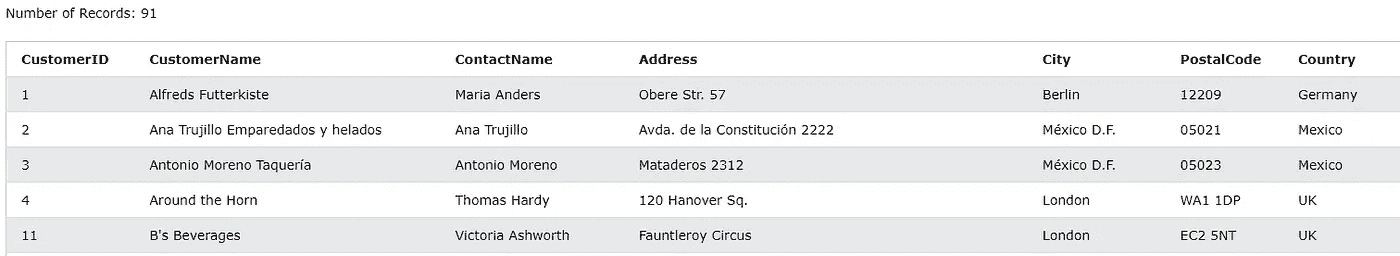 Number of Records: 91
CustomerID CustomerName ContactName Address City PostalCode Country
1 Alfreds Futterkiste Maria Anders Obere Str. 57 Berlin 12209 Germany
2 Ana Trujillo Emparedados y helados Ana Trujillo Avda. de la Constitución 2222 México D.F. 05021 Mexico
3 Antonio Moreno Taquería Antonio Moreno Mataderos 2312 México D.F. 05023 Mexico
4 Around the Horn Thomas Hardy 120 Hanover Sq. London WA1 1DP UK
11 B's Beverages Victoria Ashworth Fauntleroy Circus London EC2 5NT UK